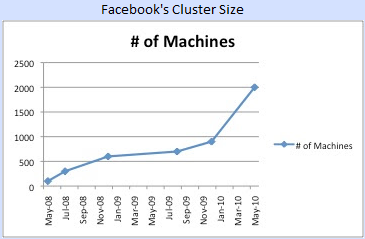 Facebook's Cluster Size
# of Machines
2500
2000
1500
1000
500
0
# of Machines
May-08
Jul-08
Sep-08
Nov-08
Jan-09
Mar-09
May-09
Jul-09
Sep-09
Nov-09
Jan-10
Mar-10
May-10